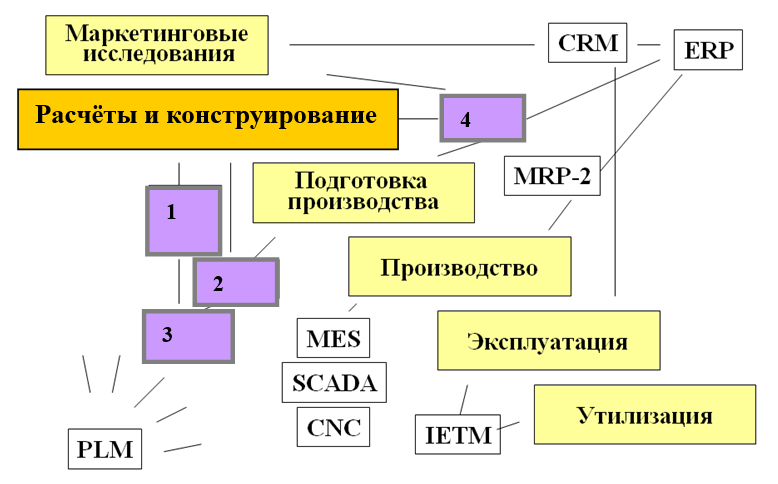 Маркетинговые
исследования
CRM
ERP
Расчёты и конструирование
4
Подготовка
производства
MRP-2
1
2
Производство
3
MES
Эксплуатация
SCADA
Утилизация
CNC
IETM
PLM